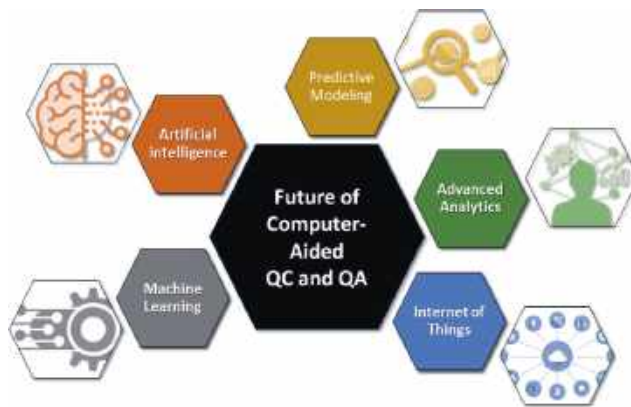 Predictive
Modeling
Artificial
intelligence
Future of
Computer-
Aided
QC and QA
Advanced
Analytics
Machine
Learning
Internet of
Things